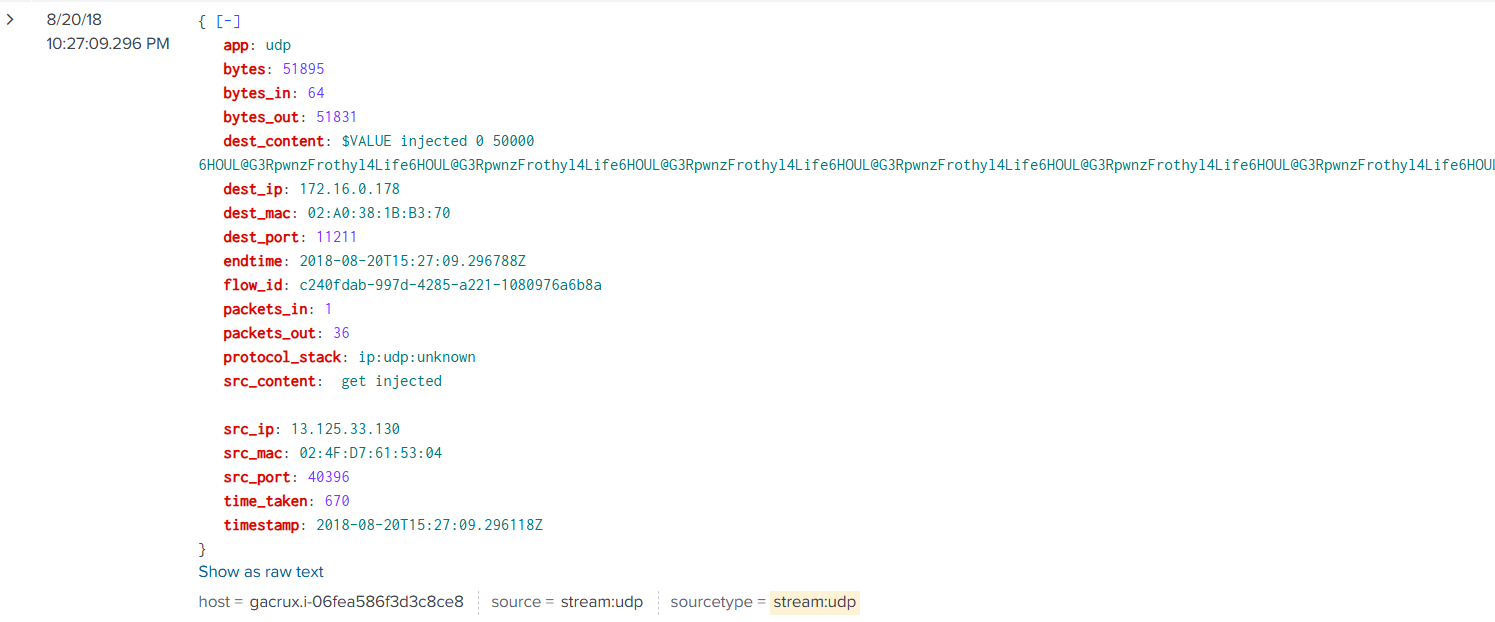 8/20/18
10:27:09.296 PM
{ [-]
app: udp
bytes: 51895
bytes_in: 64
bytes_out: 51831
dest_content: $VALUE injected 0 50000
6HOUL@G3RpwnzFrothyl4Life6HOUL@G3RpwnzFrothyl4Life6HOUL@G3RpwnzFrothyl4Life6HOUL@G3RpwnzFrothyl4Life6HOUL@G3RpwnzFrothyl4Life6HOUL@G3RpwnzFrothyl4Life6HOUL
dest_ip: 172.16.0.178
dest_mac: 02:A0:38:1B:B3:70
dest_port: 11211
endtime: 2018-08-20T15:27:09.296788Z
flow_id: c240fdab-997d-4285-a221-1080976a6b8a
packets_in: 1
packets_out: 36
protocol_stack: ip:udp:unknown
src_content: get injected
src_ip: 13.125.33.130
src_mac: 02:4F:D7:61:53:04
src_port: 40396
time_taken: 670
timestamp: 2018-08-20T15:27:09.296118Z
}
Show as raw text
host = gacrux.i-06fea586f3d3c8ce8 source = stream:udp sourcetype = stream:udp